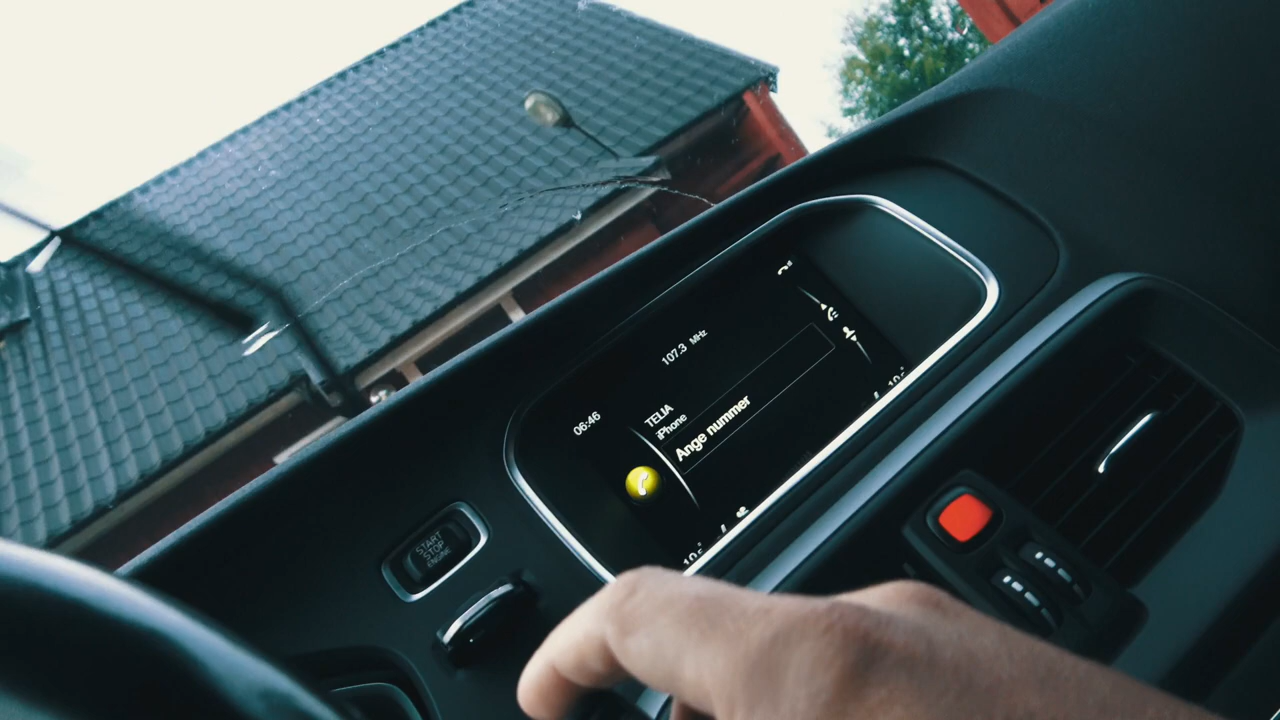 107.3 MHz
06:46
TELIA
iPhone
Ange nummer
START
STOP
ENGINE